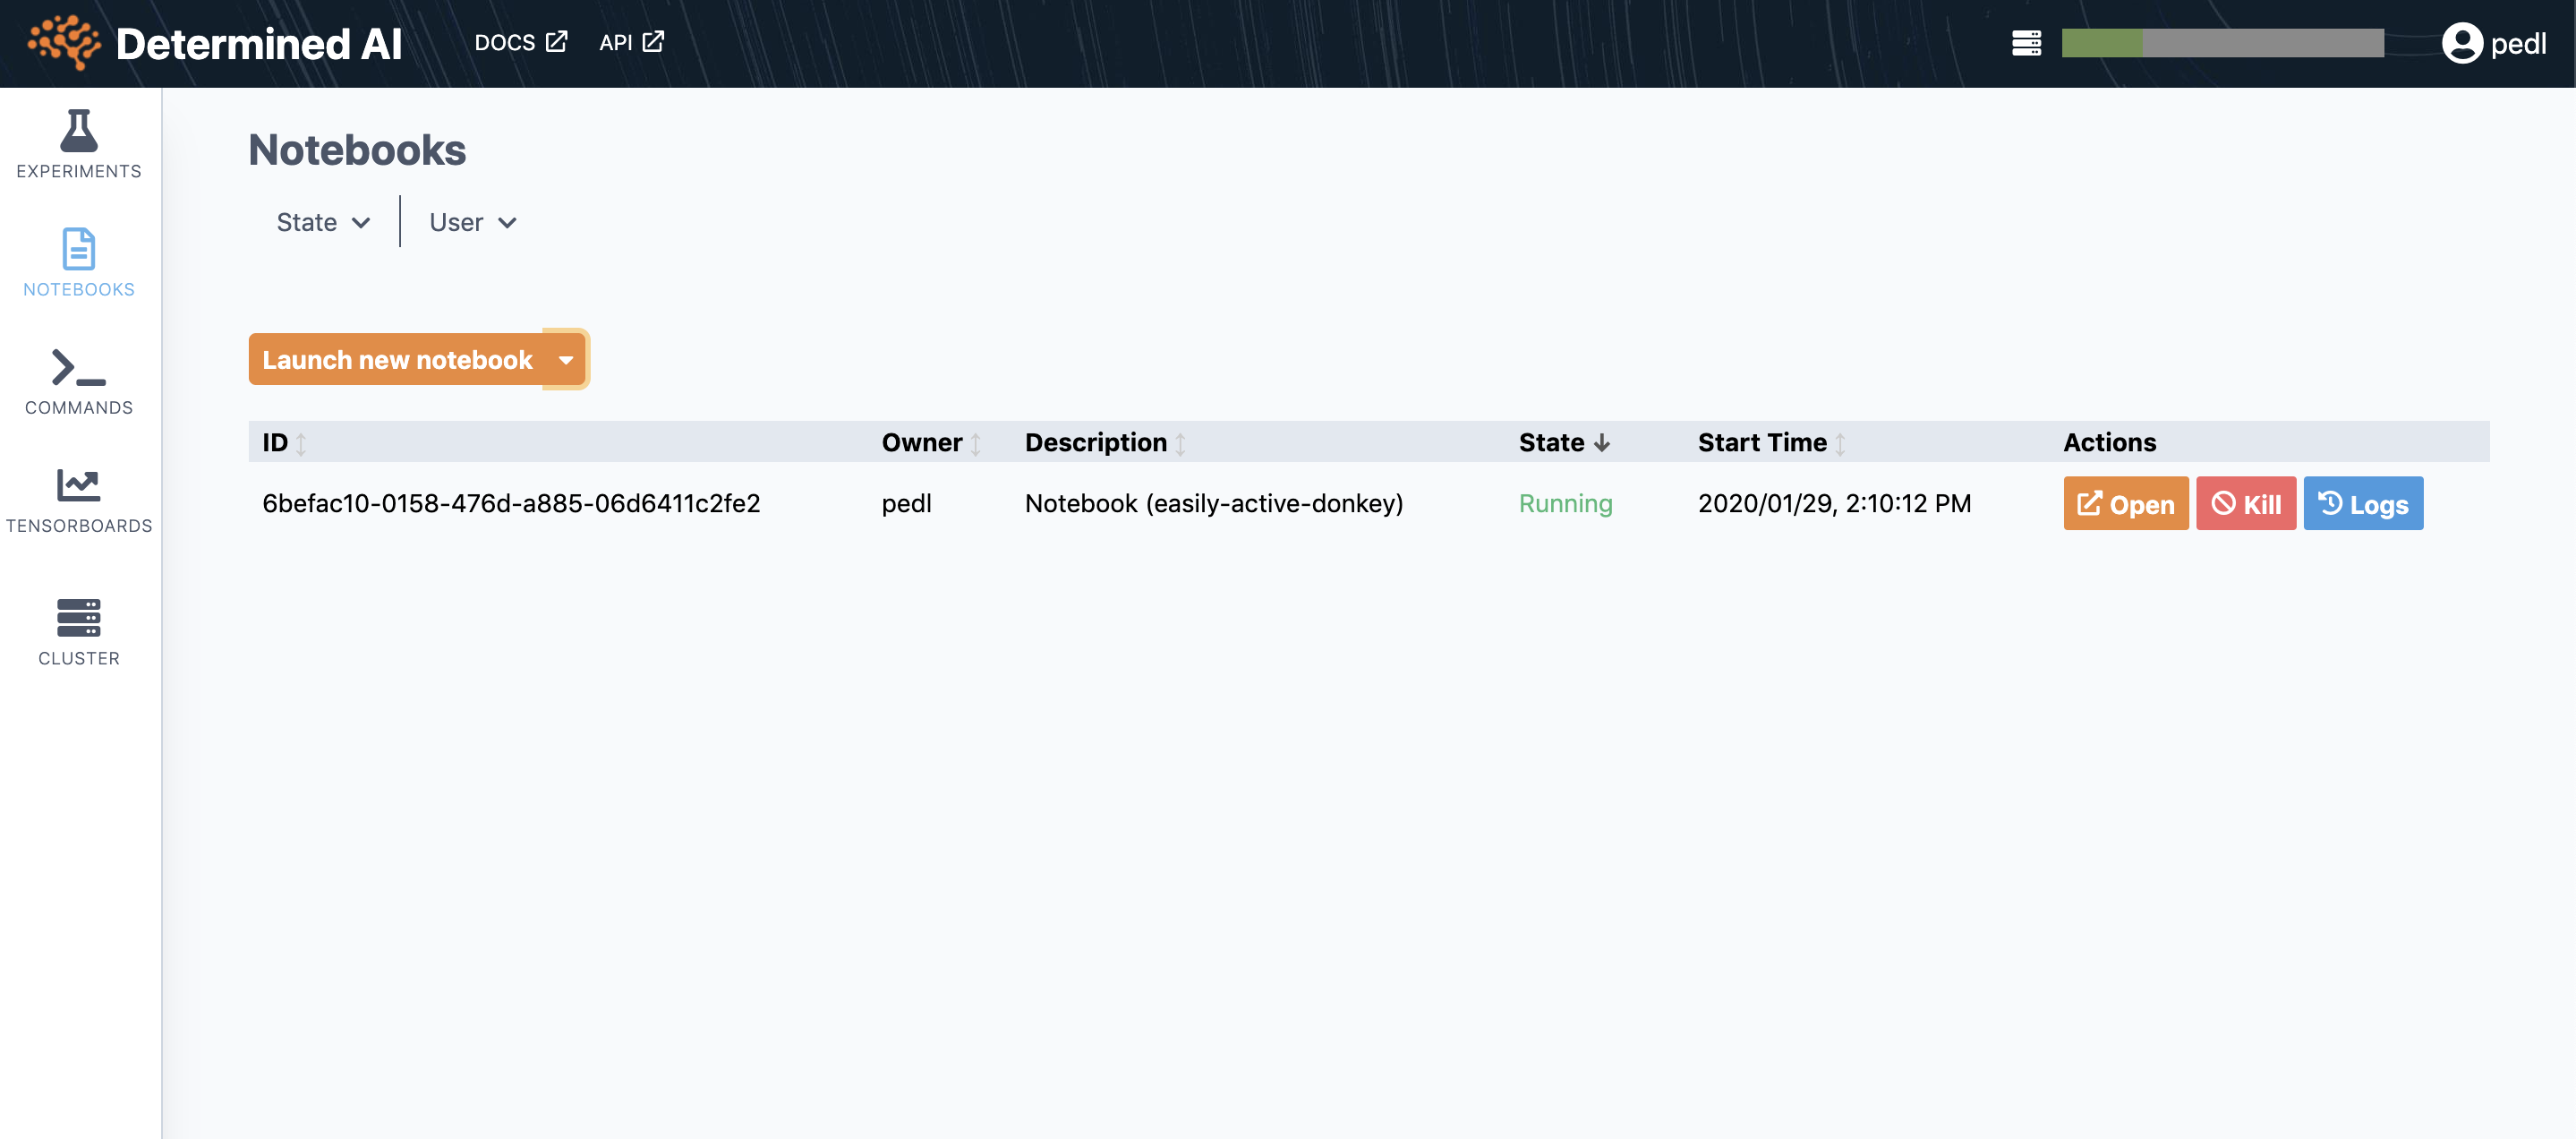 Determined AI
DOCS API
pedl
EXPERIMENTS
NOTEBOOKS
COMMANDS
TENSORBOARDS
CLUSTER
Notebooks
State User
Launch new notebook
ID Owner Description State Start Time Actions
6befac10-0158-476d-a885-06d6411c2fe2 pedl Notebook (easily-active-donkey) Running 2020/01/29, 2:10:12 PM Open Kill Logs